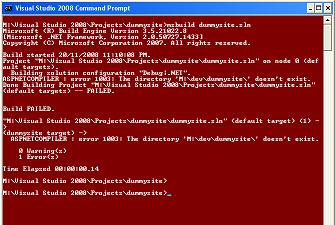 Visual Studio 2008 Command Prompt
M:\Visual Studio 2008\Projects\dummysite>msbuild dummysite.sln
Microsoft (R) Build Engine Version 3.5.21022.8
[Microsoft .NET Framework, Version 2.0.50727.1433]
Copyright (C) Microsoft Corporation 2007. All rights reserved.
Build started 20/11/2008 11:10:08 PM.
Project "M:\Visual Studio 2008\Projects\dummysite\dummysite.sln" on node 0 (default targets).
Building solution configuration "Debug|.NET".
ASPNETCOMPILER : error 1003: The directory 'M:\dev\dummysite\' doesn't exist.
Done Building Project "M:\Visual Studio 2008\Projects\dummysite\dummysite.sln" (default targets) -- FAILED.
Build FAILED.
"M:\Visual Studio 2008\Projects\dummysite\dummysite.sln" (default target) (1) ->
(dummysite target) ->
ASPNETCOMPILER : error 1003: The directory 'M:\dev\dummysite\' doesn't exist.
0 Warning(s)
1 Error(s)
Time Elapsed 00:00:00.14
M:\Visual Studio 2008\Projects\dummysite>
M:\Visual Studio 2008\Projects\dummysite>_